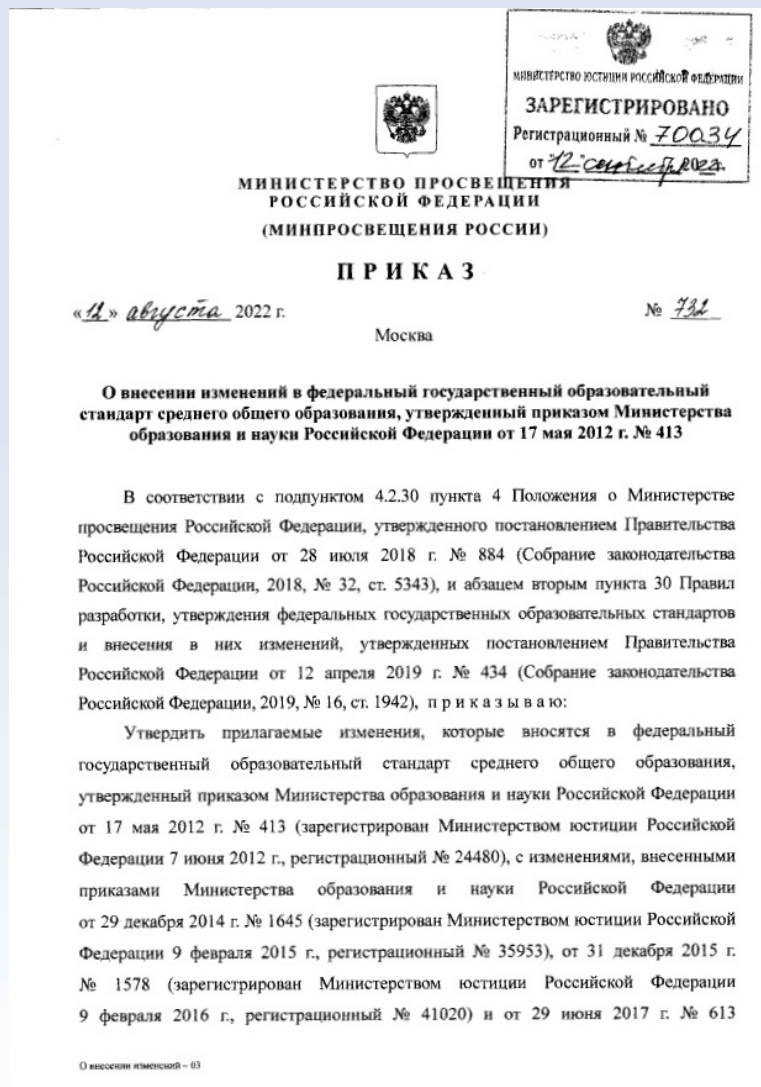 МИНИСТЕРСТВО ЮСТИЦИИ РОССИЙСКОЙ ФЕДЕРАЦИИ
ЗАРЕГИСТРИРОВАНО
Регистрационный № 70034
от "12" сентября 2022.
МИНИСТЕРСТВО ПРОСВЕЩЕНИЯ
РОССИЙСКОЙ ФЕДЕРАЦИИ
(МИНПРОСВЕЩЕНИЯ РОССИИ)
ПРИКАЗ
«12» августа 2022 г.
№ 732
Москва
О внесении изменений в федеральный государственный образовательный
стандарт среднего общего образования, утвержденный приказом Министерства
образования и науки Российской Федерации от 17 мая 2012 г. № 413
В соответствии с подпунктом 4.2.30 пункта 4 Положения о Министерстве
просвещения Российской Федерации, утвержденного постановлением Правительства
Российской Федерации от 28 июля 2018 г. № 884 (Собрание законодательства
Российской Федерации, 2018, № 32, ст. 5343), и абзацем вторым пункта 30 Правил
разработки, утверждения федеральных государственных образовательных стандартов
и внесения в них изменений, утвержденных постановлением Правительства
Российской Федерации от 12 апреля 2019 г. № 434 (Собрание законодательства
Российской Федерации, 2019, № 16, ст. 1942), п р и к а з ы в а ю:
Утвердить прилагаемые изменения, которые вносятся в федеральный
государственный образовательный стандарт среднего общего образования,
утвержденный приказом Министерства образования и науки Российской Федерации
от 17 мая 2012 г. № 413 (зарегистрирован Министерством юстиции Российской
Федерации 7 июня 2012 г., регистрационный № 24480), с изменениями, внесенными
приказами Министерства образования и науки Российской Федерации
от 29 декабря 2014 г. № 1645 (зарегистрирован Министерством юстиции Российской
Федерации 9 февраля 2015 г., регистрационный № 35953), от 31 декабря 2015 г.
№ 1578 (зарегистрирован Министерством юстиции Российской Федерации
9 февраля 2016 г., регистрационный № 41020) и от 29 июня 2017 г. № 613
О внесении изменений – 03